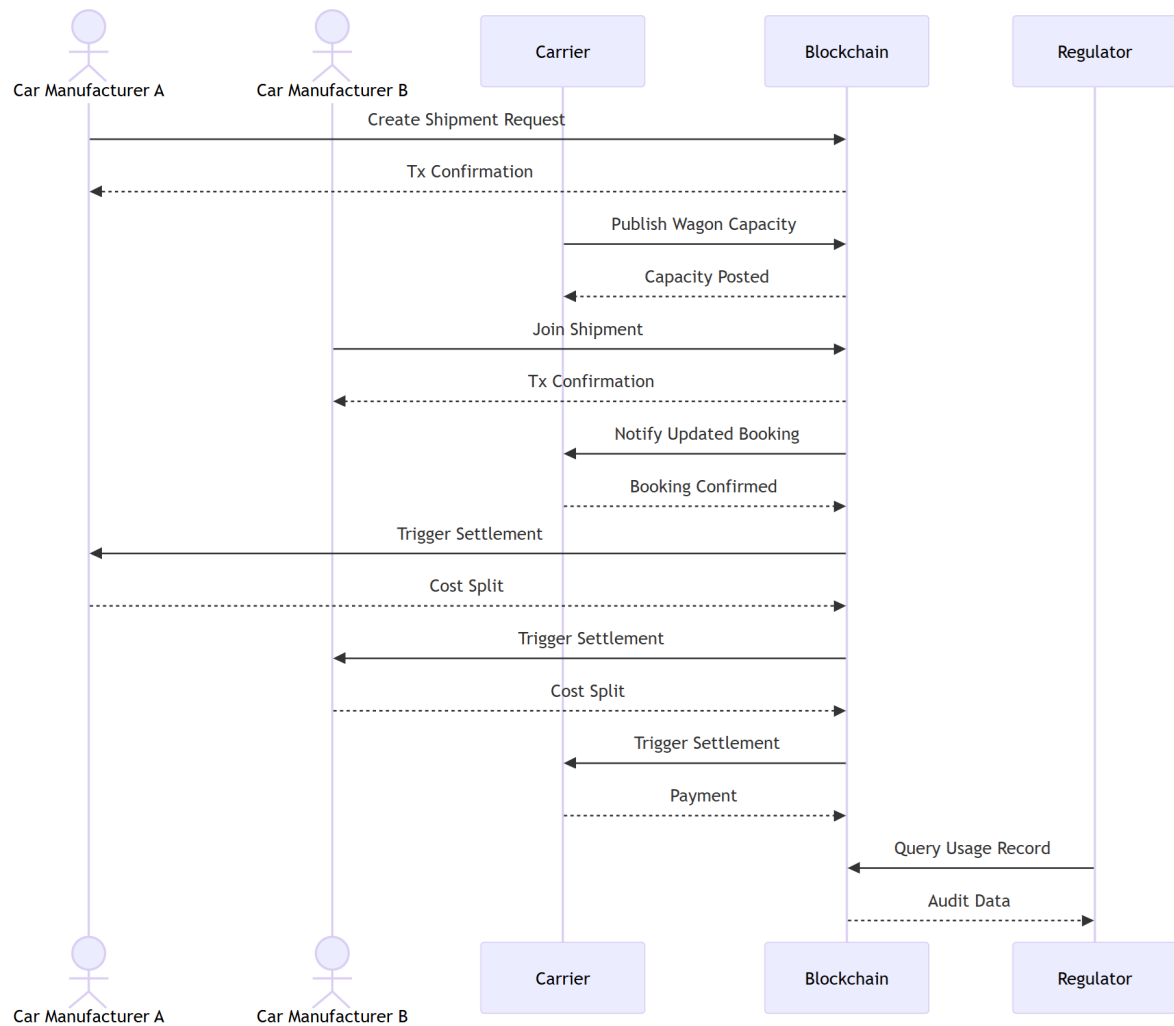 Carrier
Blockchain
Regulator
Car Manufacturer A
Car Manufacturer B
Create Shipment Request
Tx Confirmation
Publish Wagon Capacity
Capacity Posted
Join Shipment
Tx Confirmation
Notify Updated Booking
Booking Confirmed
Trigger Settlement
Cost Split
Trigger Settlement
Cost Split
Trigger Settlement
Payment
Query Usage Record
Audit Data
Carrier
Blockchain
Regulator
Car Manufacturer A
Car Manufacturer B